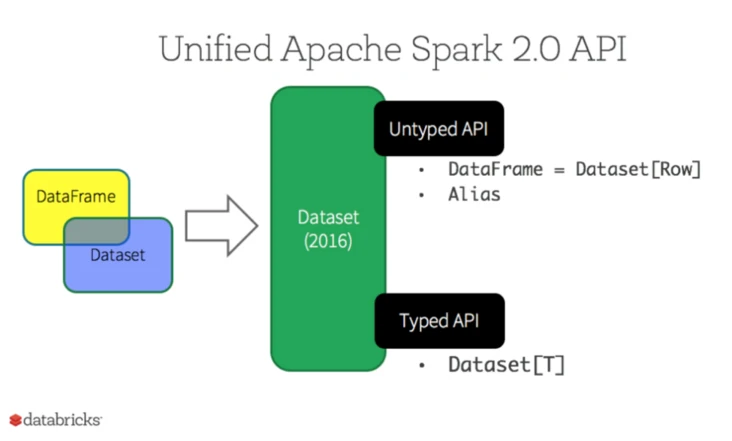 Unified Apache Spark 2.0 API
DataFrame
Dataset
Dataset
(2016)
Untyped API
• DataFrame = Dataset[Row]
• Alias
Typed API
• Dataset[T]
databricks